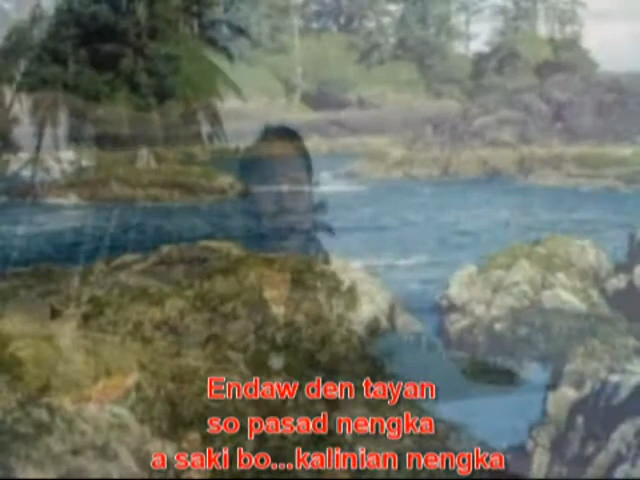 Endaw den tayan
so pasad nengka
a saki bo...kalinian nengka